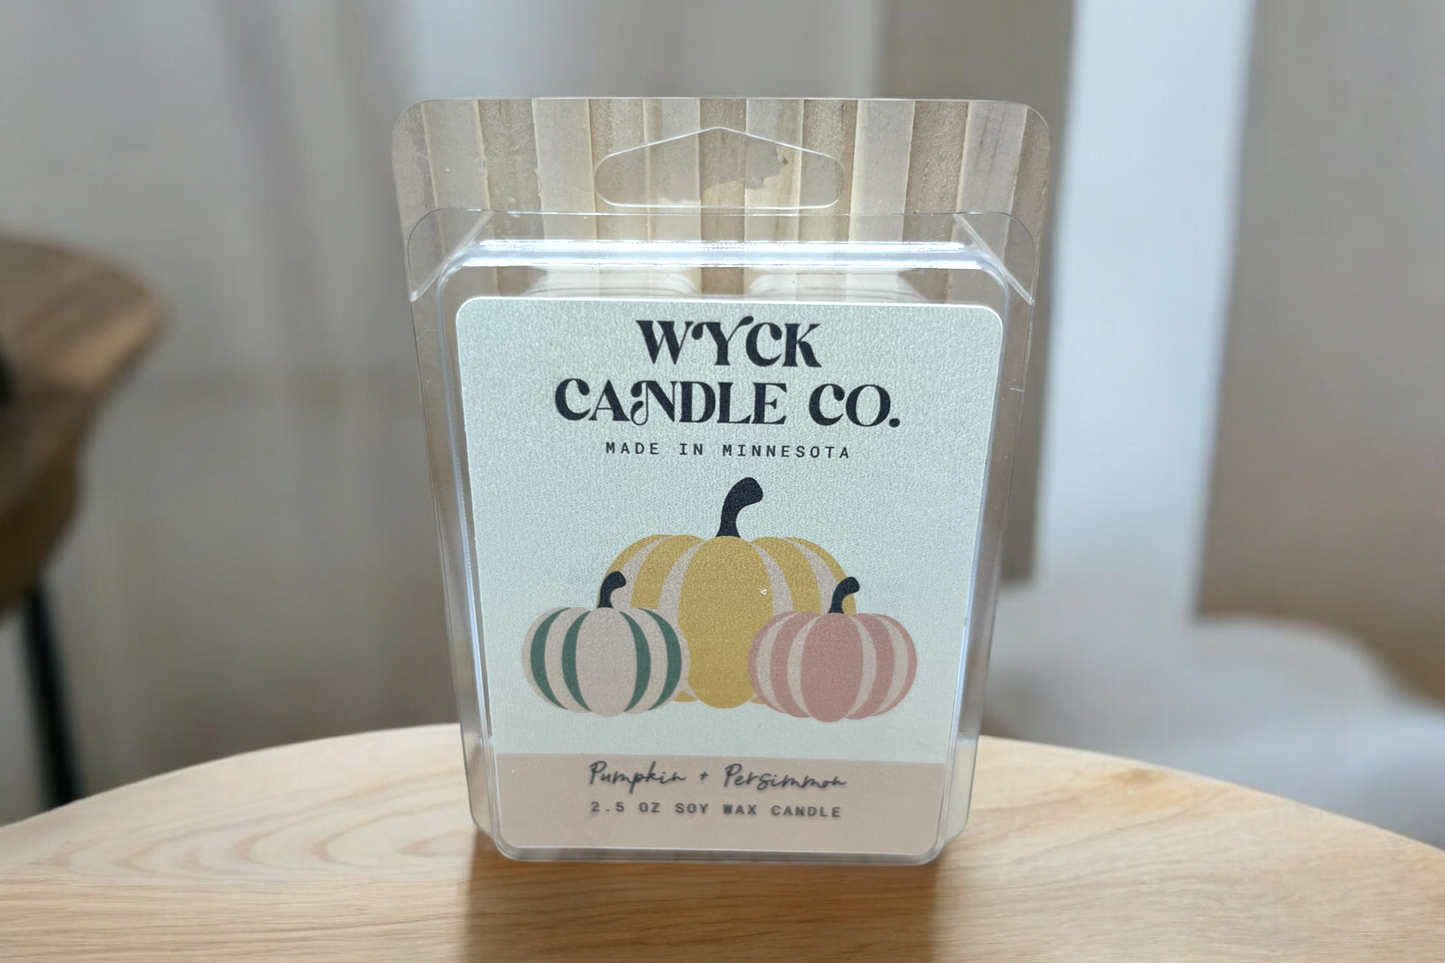 WYCK
CANDLE CO.
MADE IN MINNESOTA
Pumpkin + Persimmon
2.5 OZ SOY WAX CANDLE